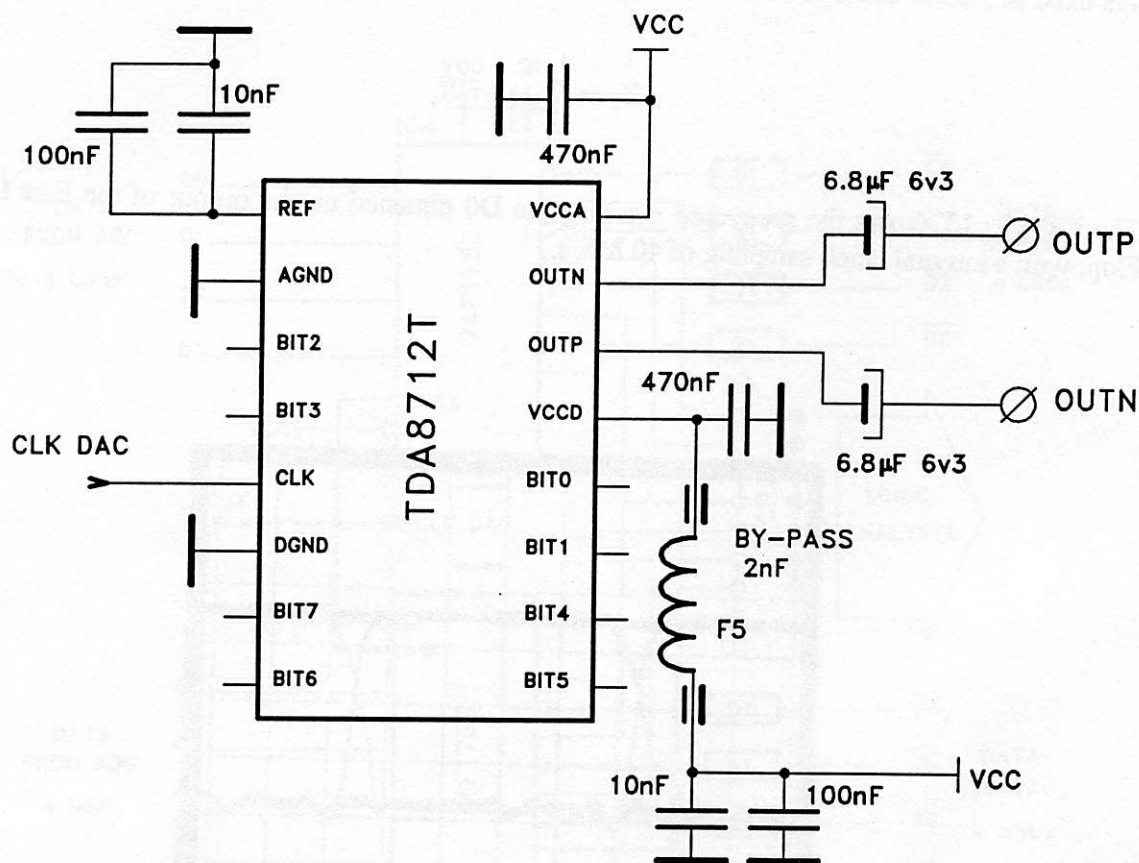 VCC
10nF
100nF
470nF
6.8µF 6v3
REF
VCCA
OUTP
AGND
OUTN
BIT2
OUTP
470nF
BIT3
VCCD
OUTN
TDA8712T
CLK DAC
CLK
BIT0
6.8µF 6v3
DGND
BIT1
BY-PASS
2nF
BIT7
BIT4
F5
BIT6
BIT5
10nF
100nF
VCC